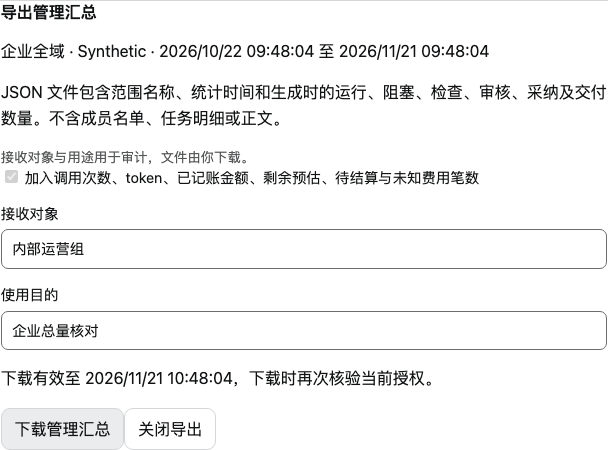 导出管理汇总
企业全域 · Synthetic · 2026/10/22 09:48:04 至 2026/11/21 09:48:04
JSON 文件包含范围名称、统计时间和生成时的运行、阻塞、检查、审核、采纳及交付
数量。不含成员名单、任务明细或正文。
接收对象与用途用于审计，文件由你下载。
加入调用次数、token、已记账金额、剩余预估、待结算与未知费用笔数
接收对象
内部运营组
使用目的
企业总量核对
下载有效至 2026/11/21 10:48:04，下载时再次核验当前授权。
下载管理汇总 关闭导出